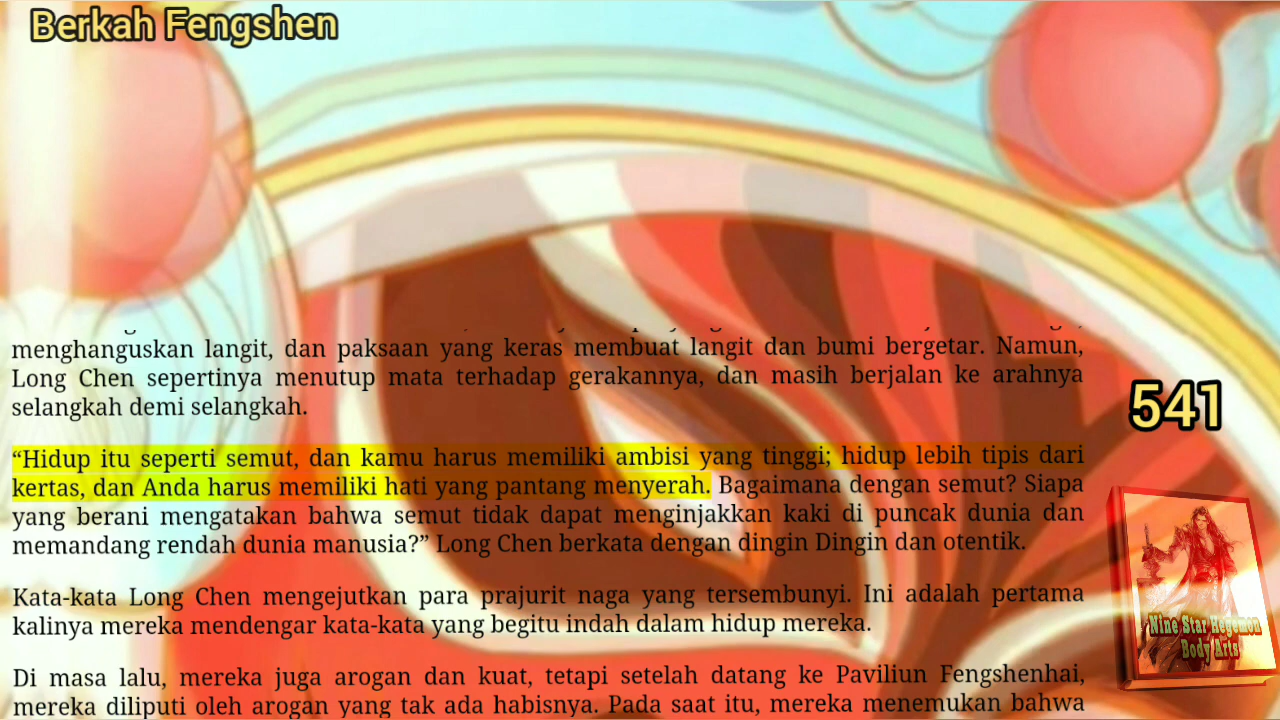 Berkah Fengshen
menghanguskan langit, dan paksaan yang keras membuat langit dan bumi bergetar. Namun,
Long Chen sepertinya menutup mata terhadap gerakannya, dan masih berjalan ke arahnya
selangkah demi selangkah.
541
“Hidup itu seperti semut, dan kamu harus memiliki ambisi yang tinggi; hidup lebih tipis dari
kertas, dan Anda harus memiliki hati yang pantang menyerah. Bagaimana dengan semut? Siapa
yang berani mengatakan bahwa semut tidak dapat menginjakkan kaki di puncak dunia dan
memandang rendah dunia manusia?” Long Chen berkata dengan dingin Dingin dan otentik.
Kata-kata Long Chen mengejutkan para prajurit naga yang tersembunyi. Ini adalah pertama
kalinya mereka mendengar kata-kata yang begitu indah dalam hidup mereka.
Nine Star Hegemon
Body Arts
Di masa lalu, mereka juga arogan dan kuat, tetapi setelah datang ke Paviliun Fengshenhai,
mereka diliputi oleh arogan yang tak ada habisnya. Pada saat itu, mereka menemukan bahwa